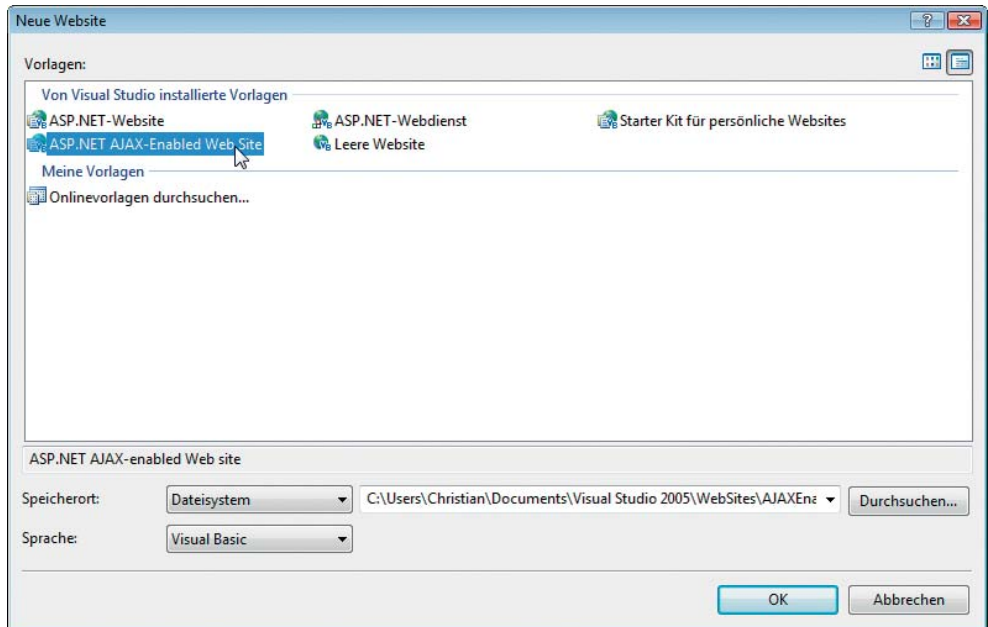 Neue Website
Vorlagen:
Von Visual Studio installierte Vorlagen
ASP.NET-Website
ASP.NET-Webdienst
Starter Kit für persönliche Websites
ASP.NET AJAX-Enabled Web Site
Leere Website
Meine Vorlagen
Onlinevorlagen durchsuchen...
ASP.NET AJAX-enabled Web site
Speicherort:
Dateisystem
C:\Users\Christian\Documents\Visual Studio 2005\WebSites\AJAXEna
Durchsuchen...
Sprache:
Visual Basic
OK
Abbrechen